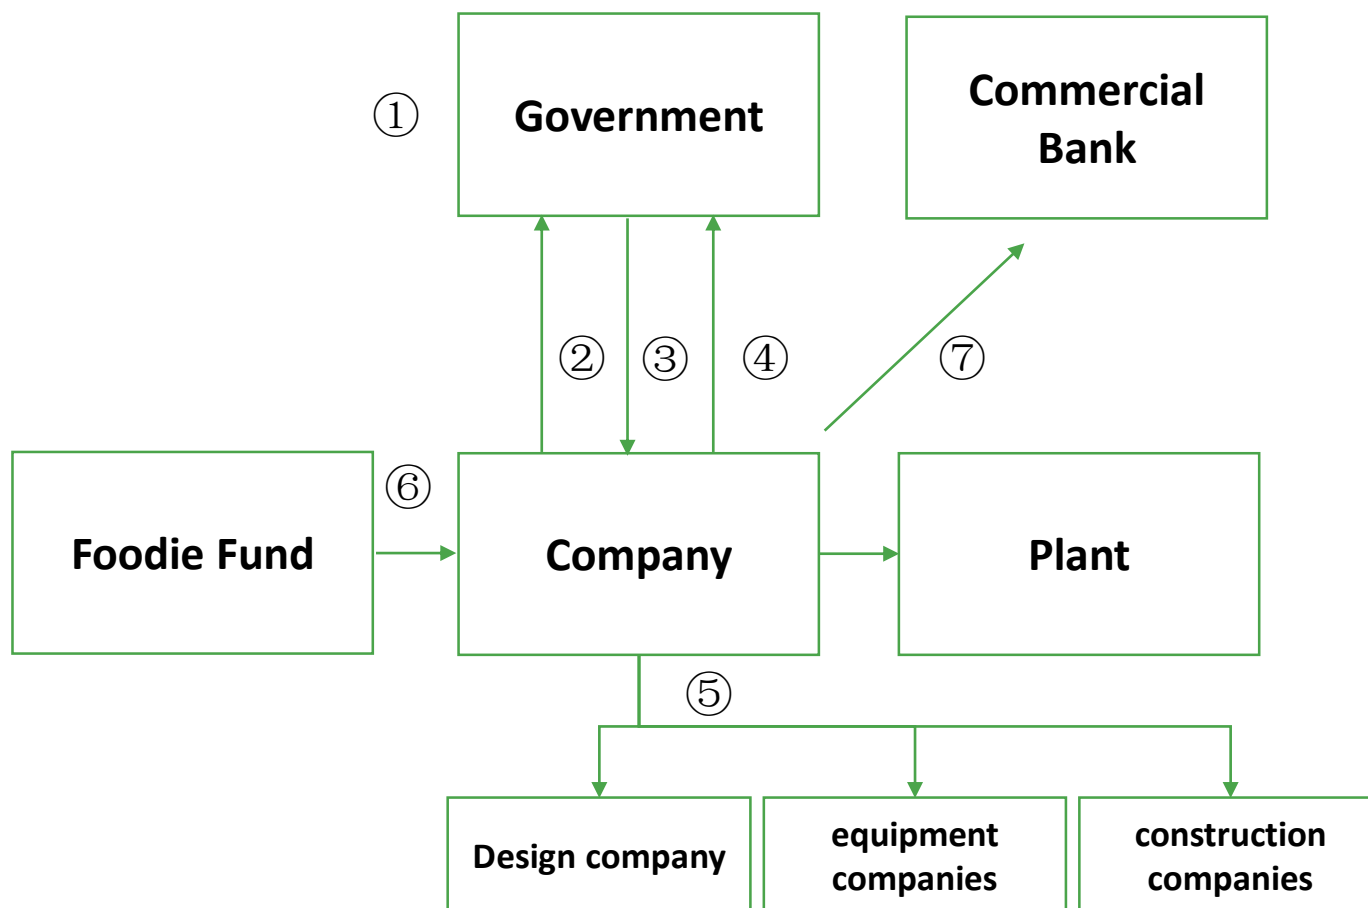 ①
Government
Commercial
Bank
②
③
④
⑦
Foodie Fund
⑥
Company
Plant
⑤
Design company
equipment
companies
construction
companies